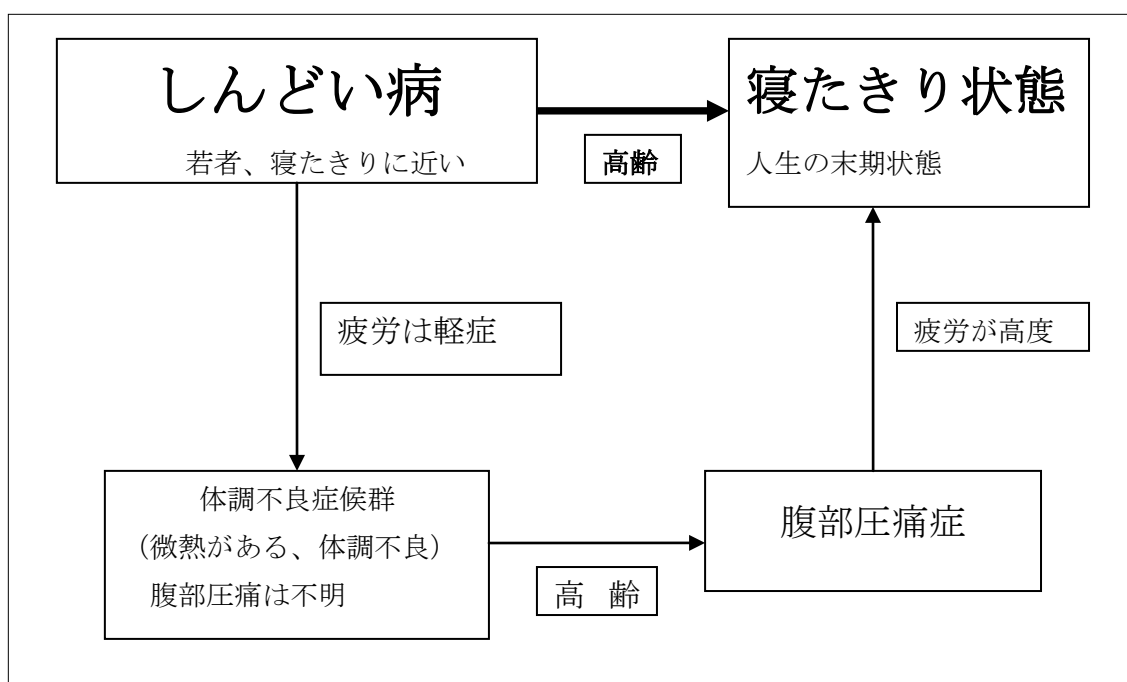 しんどい病
若者、寝たきりに近い
高齢
寝たきり状態
人生の末期状態
疲労は軽症
疲労が高度
体調不良症候群
（微熱がある、体調不良）
腹部圧痛は不明
高 齢
腹部圧痛症